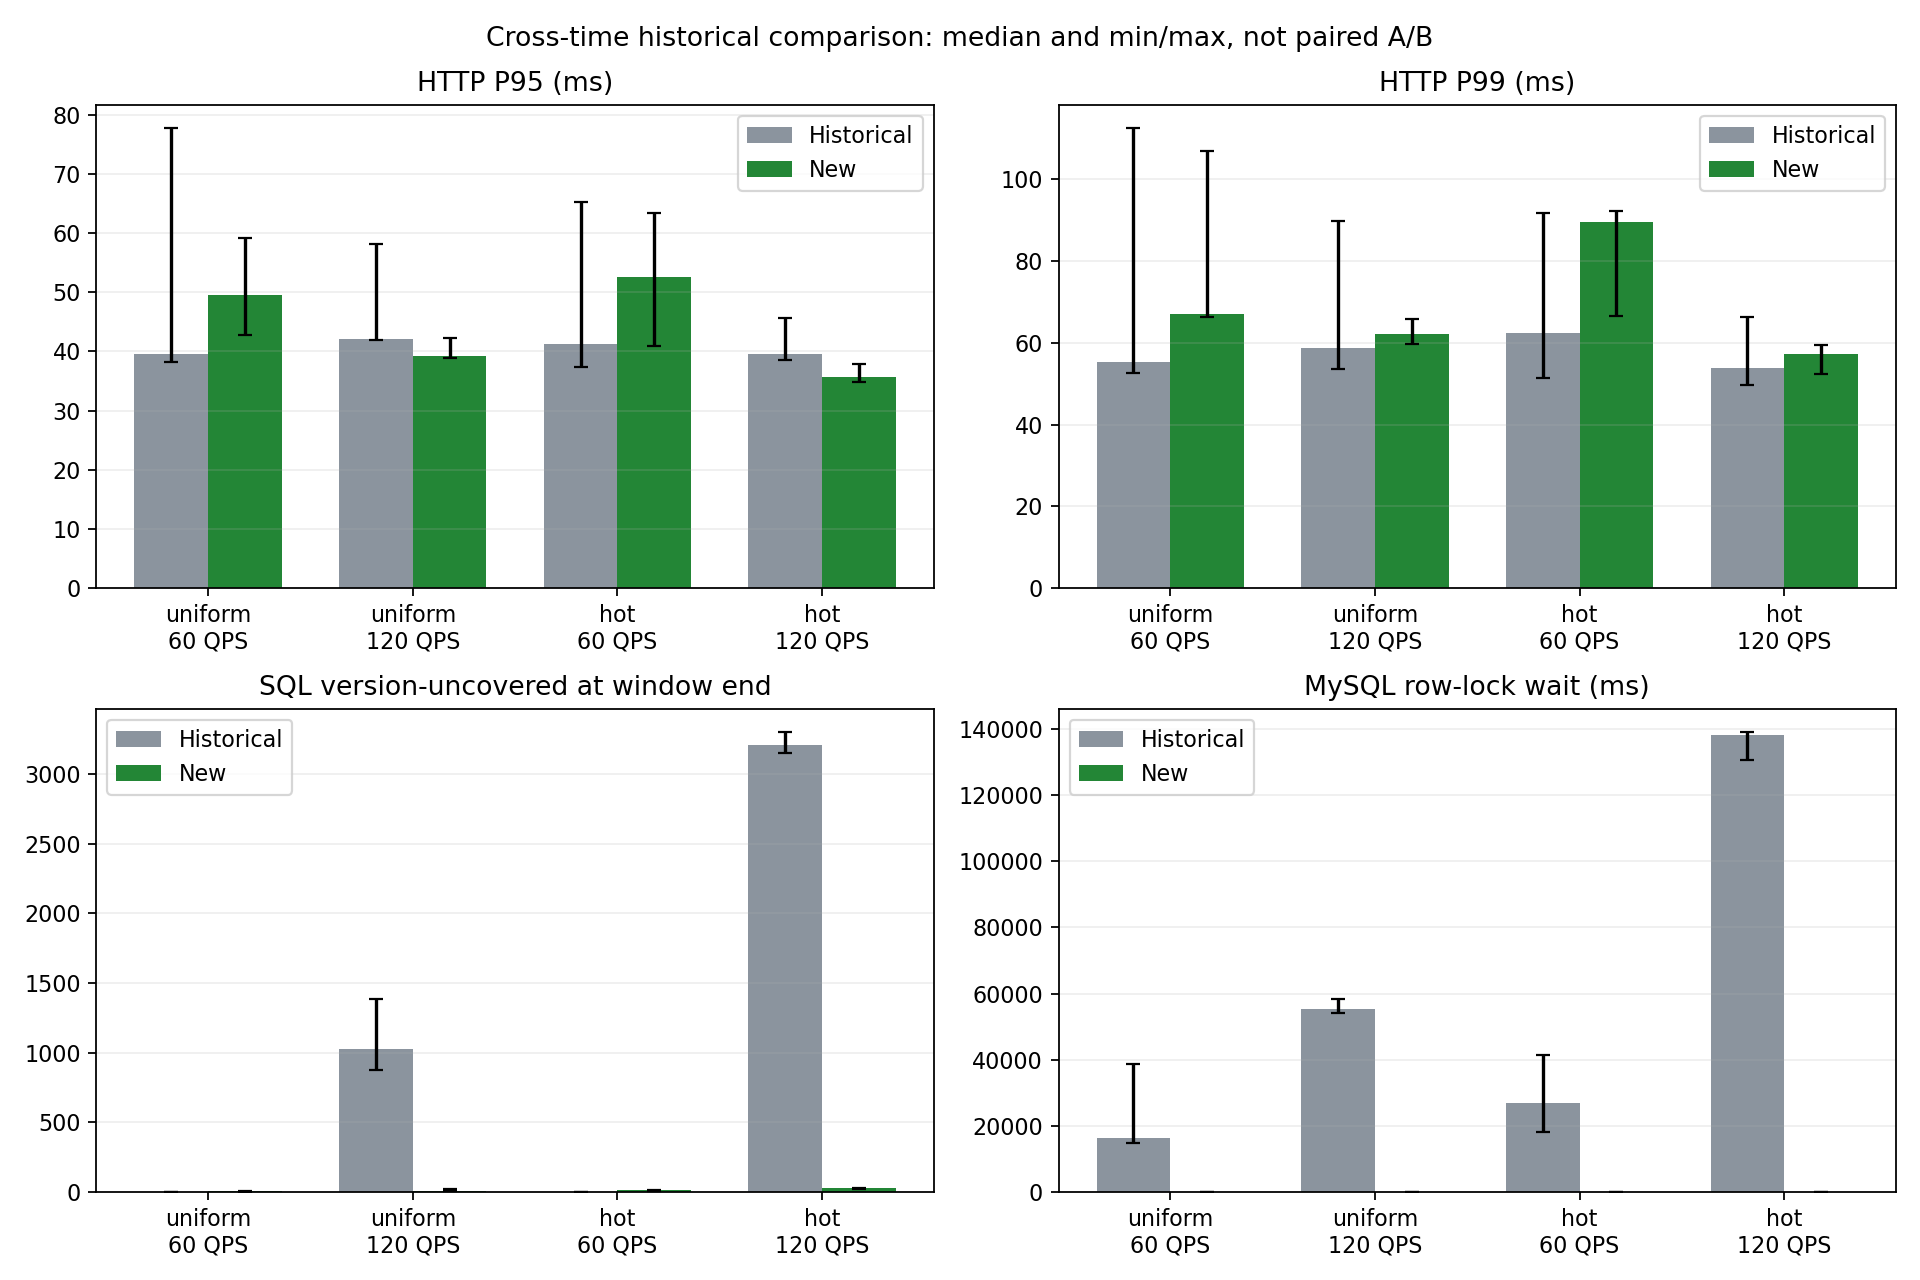 Cross-time historical comparison: median and min/max, not paired A/B
HTTP P95 (ms)
80
70
60
50
40
30
20
10
0
Historical
New
uniform
60 QPS
uniform
120 QPS
hot
60 QPS
hot
120 QPS
HTTP P99 (ms)
100
80
60
40
20
0
Historical
New
uniform
60 QPS
uniform
120 QPS
hot
60 QPS
hot
120 QPS
SQL version-uncovered at window end
3000
2500
2000
1500
1000
500
0
Historical
New
uniform
60 QPS
uniform
120 QPS
hot
60 QPS
hot
120 QPS
MySQL row-lock wait (ms)
140000
120000
100000
80000
60000
40000
20000
0
Historical
New
uniform
60 QPS
uniform
120 QPS
hot
60 QPS
hot
120 QPS